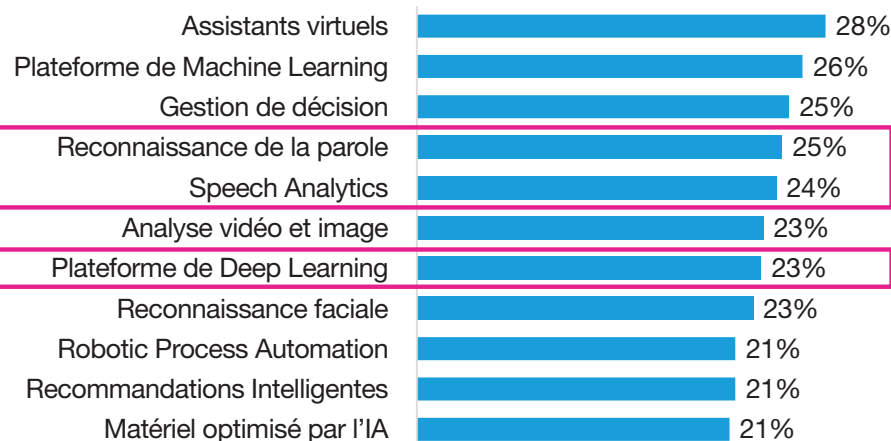 Assistants virtuels 28%
Plateforme de Machine Learning 26%
Gestion de décision 25%
Reconnaissance de la parole 25%
Speech Analytics 24%
Analyse vidéo et image 23%
Plateforme de Deep Learning 23%
Reconnaissance faciale 23%
Robotic Process Automation 21%
Recommandations Intelligentes 21%
Matériel optimisé par l'IA 21%